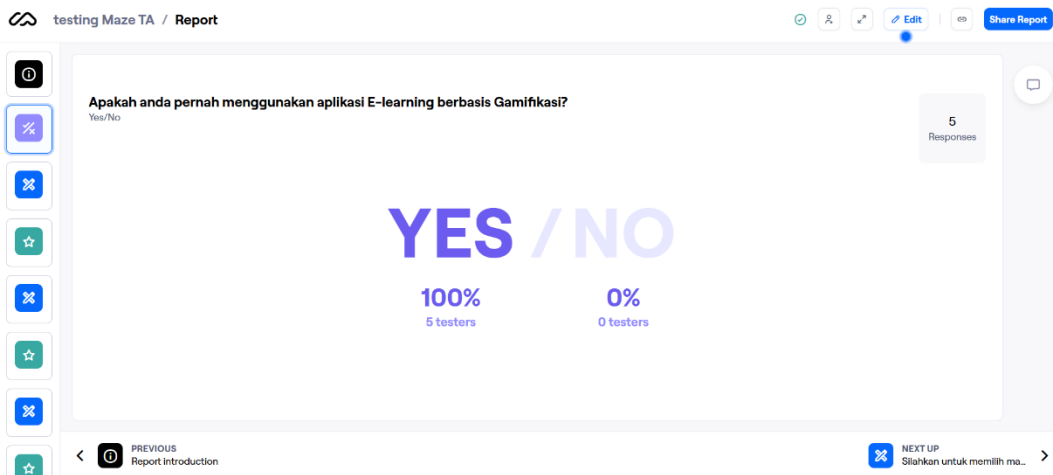 testing Maze TA / Report
Edit
Share Report
Apakah anda pernah menggunakan aplikasi E-learning berbasis Gamifikasi?
Yes/No
5
Responses
YES / NO
100% 0%
5 testers 0 testers
PREVIOUS
Report introduction
NEXT UP
Silahkan untuk memilih ma...